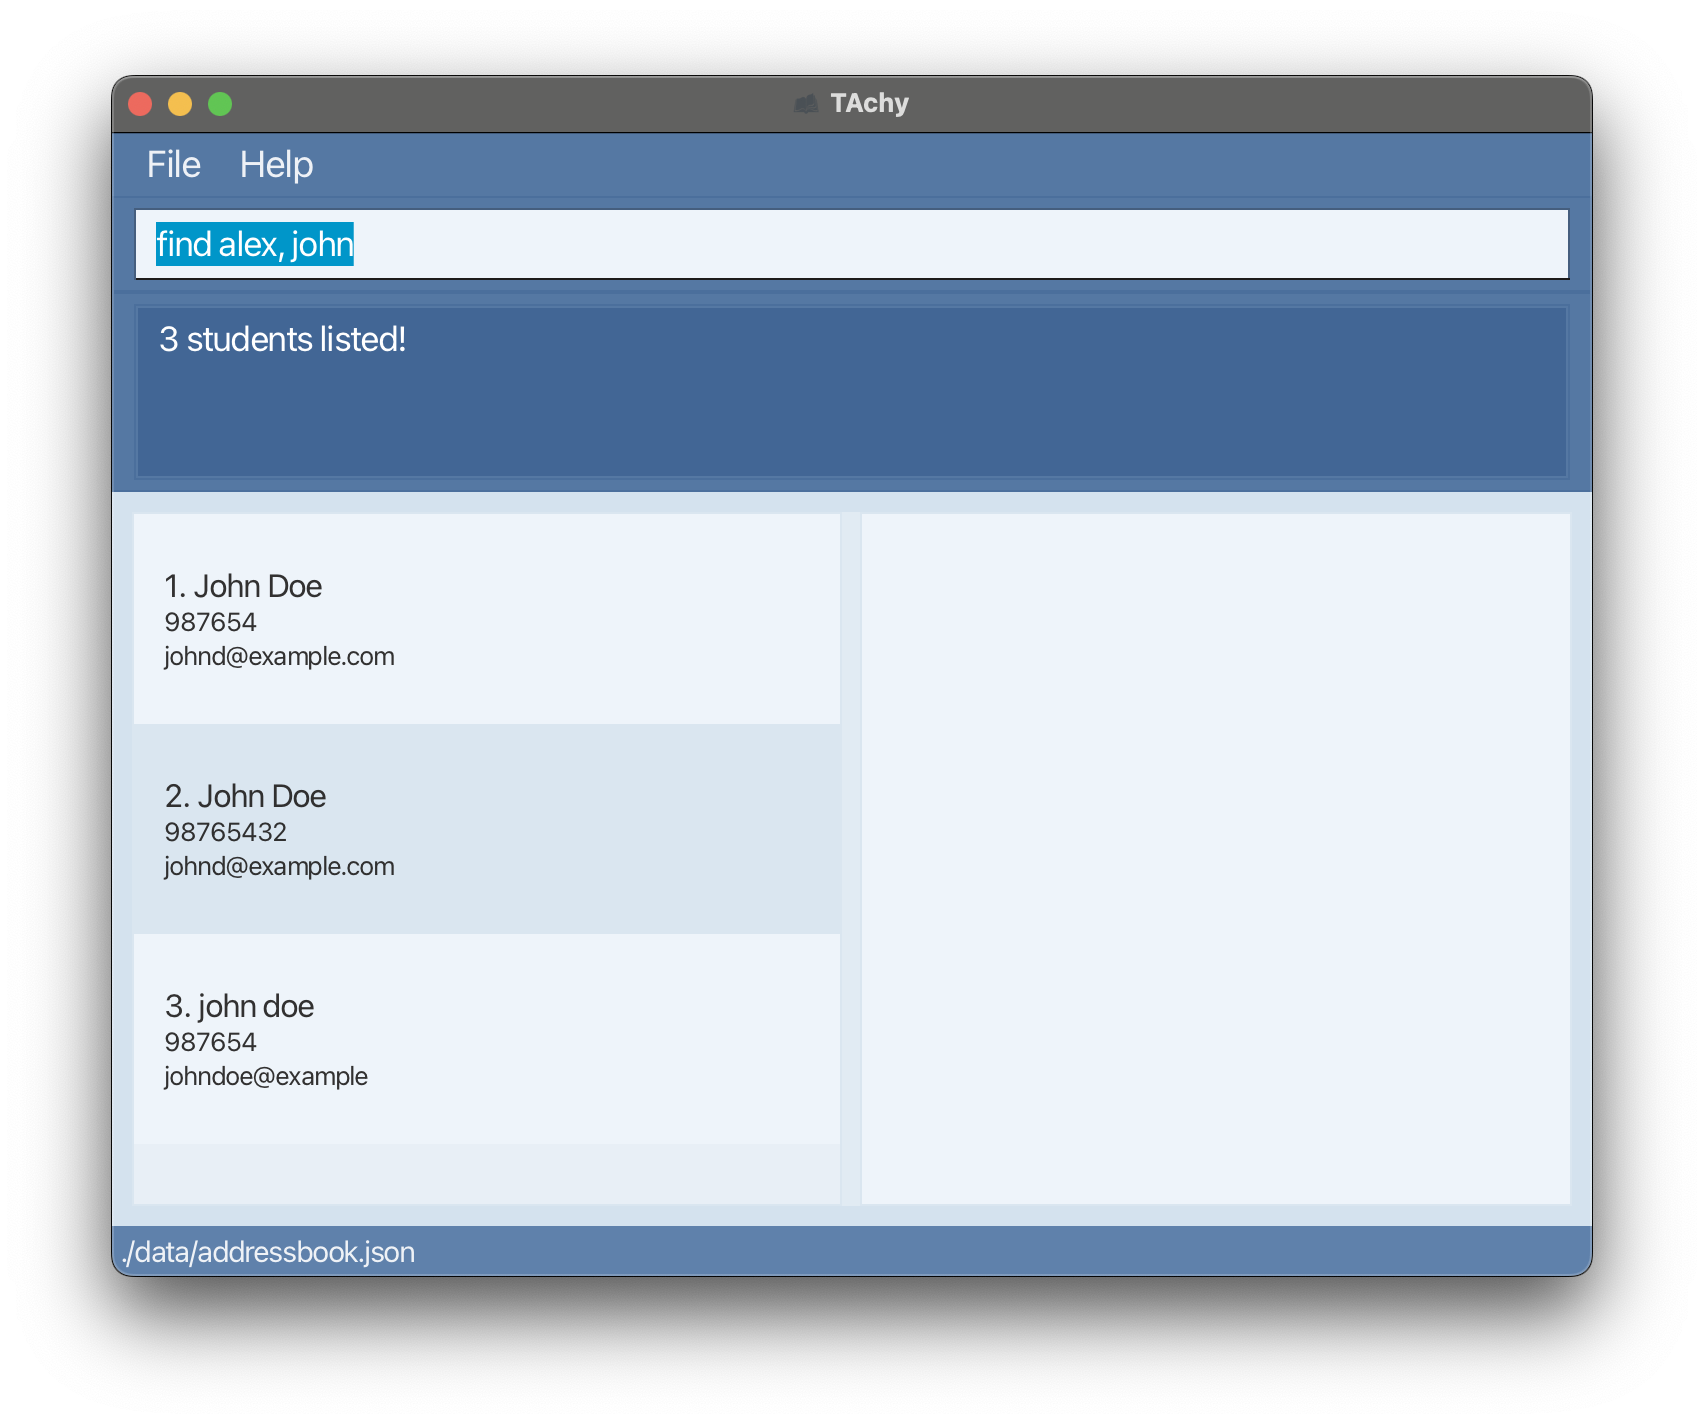 TAchy
File Help
find alex, john
3 students listed!
1. John Doe
987654
johnd@example.com
2. John Doe
98765432
johnd@example.com
3. john doe
987654
johndoe@example
./data/addressbook.json